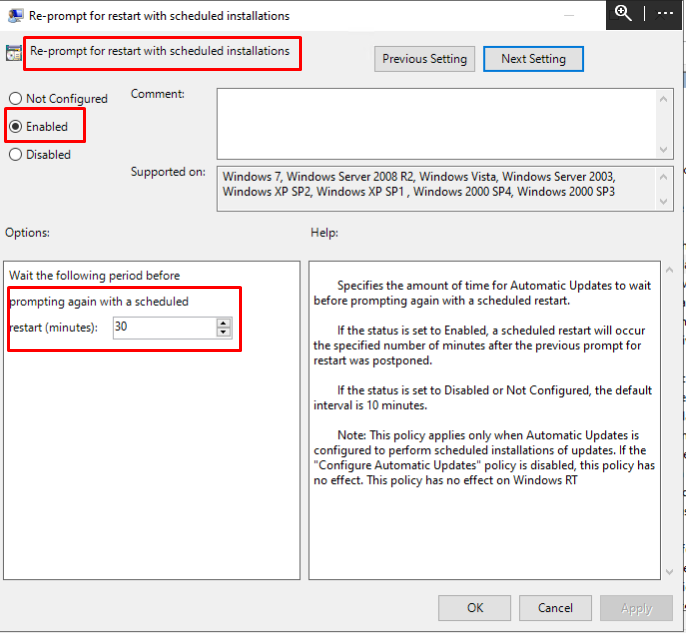 Re-prompt for restart with scheduled installations
Re-prompt for restart with scheduled installations
Previous Setting
Next Setting
Not Configured
Comment:
Enabled
Disabled
Supported on:
Windows 7, Windows Server 2008 R2, Windows Vista, Windows Server 2003,
Windows XP SP2, Windows XP SP1 , Windows 2000 SP4, Windows 2000 SP3
Options:
Help:
Wait the following period before
prompting again with a scheduled
restart (minutes):
30
Specifies the amount of time for Automatic Updates to wait
before prompting again with a scheduled restart.
If the status is set to Enabled, a scheduled restart will occur
the specified number of minutes after the previous prompt for
restart was postponed.
If the status is set to Disabled or Not Configured, the default
interval is 10 minutes.
Note: This policy applies only when Automatic Updates is
configured to perform scheduled installations of updates. If the
"Configure Automatic Updates" policy is disabled, this policy has
no effect. This policy has no effect on Windows RT
OK
Cancel
Apply